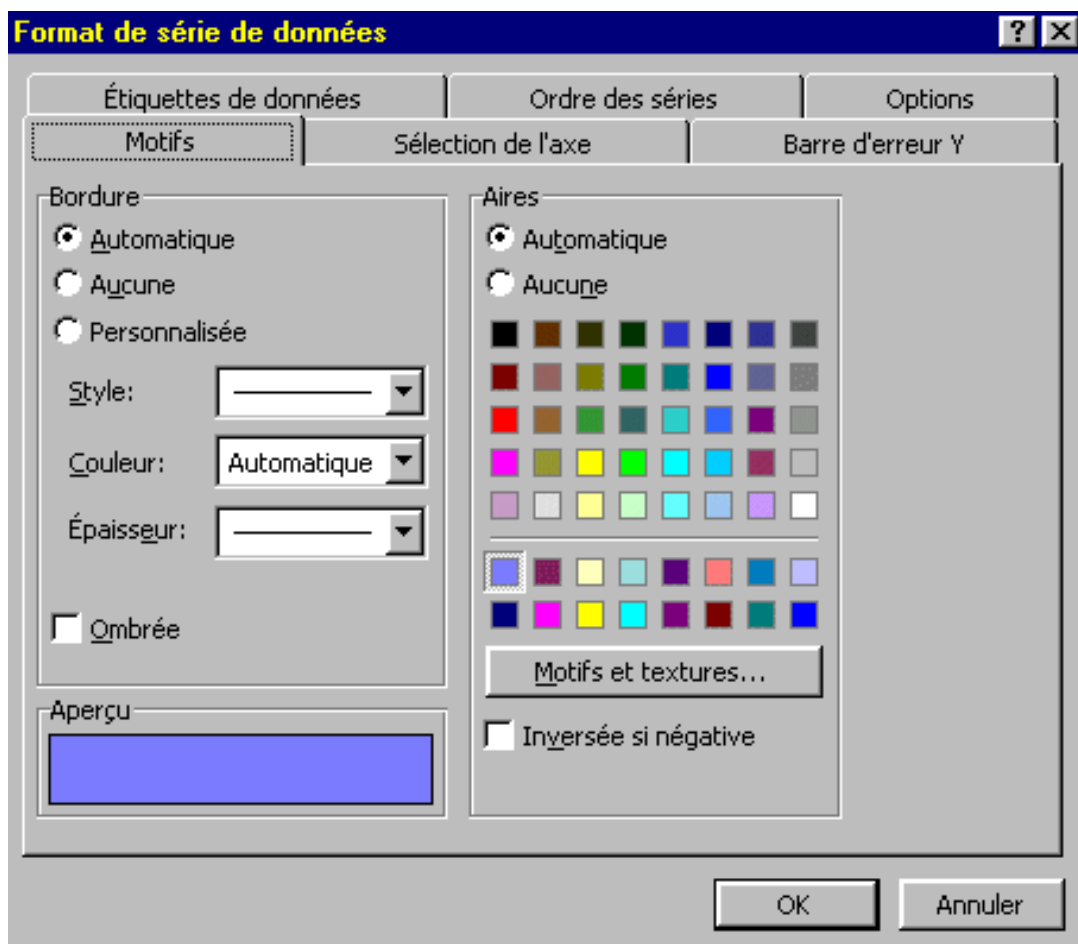 Format de série de données
Étiquettes de données
Ordre des séries
Options
Motifs
Sélection de l'axe
Barre d'erreur Y
Bordure
Automatique
Aucune
Personnalisée
Style:
Couleur: Automatique
Épaisseur:
Ombrée
Aperçu
Aires
Automatique
Aucune
Motifs et textures...
Inversée si négative
OK
Annuler